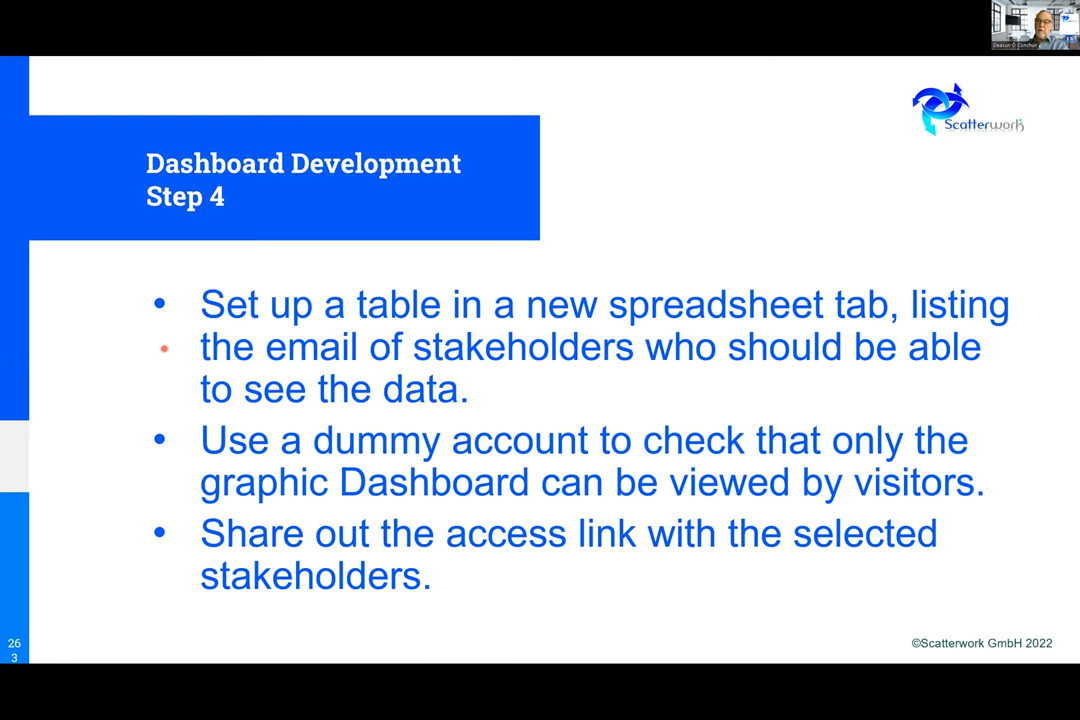 Deasún Ó Conchúir
Scatterwork
Dashboard Development
Step 4
• Set up a table in a new spreadsheet tab, listing
the email of stakeholders who should be able
to see the data.
• Use a dummy account to check that only the
graphic Dashboard can be viewed by visitors.
• Share out the access link with the selected
stakeholders.
26
3
©Scatterwork GmbH 2022